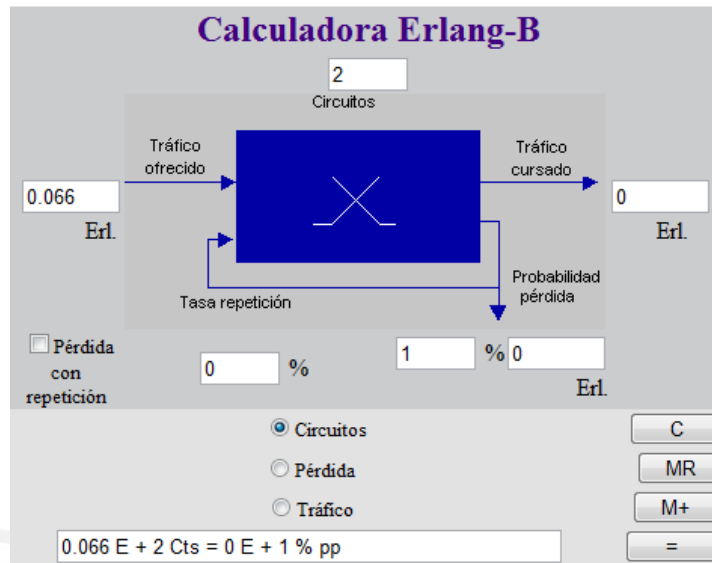 Calculadora Erlang-B
2
Circuitos
Tráfico
ofrecido
Tráfico
cursado
0.066
0
Erl.
Erl.
Tasa repetición
Probabilidad
pérdida
Pérdida
con
repetición
0 %
1 % 0
Erl.
Circuitos
C
Pérdida
MR
Tráfico
M+
0.066 E + 2 Cts = 0 E + 1 % pp
=